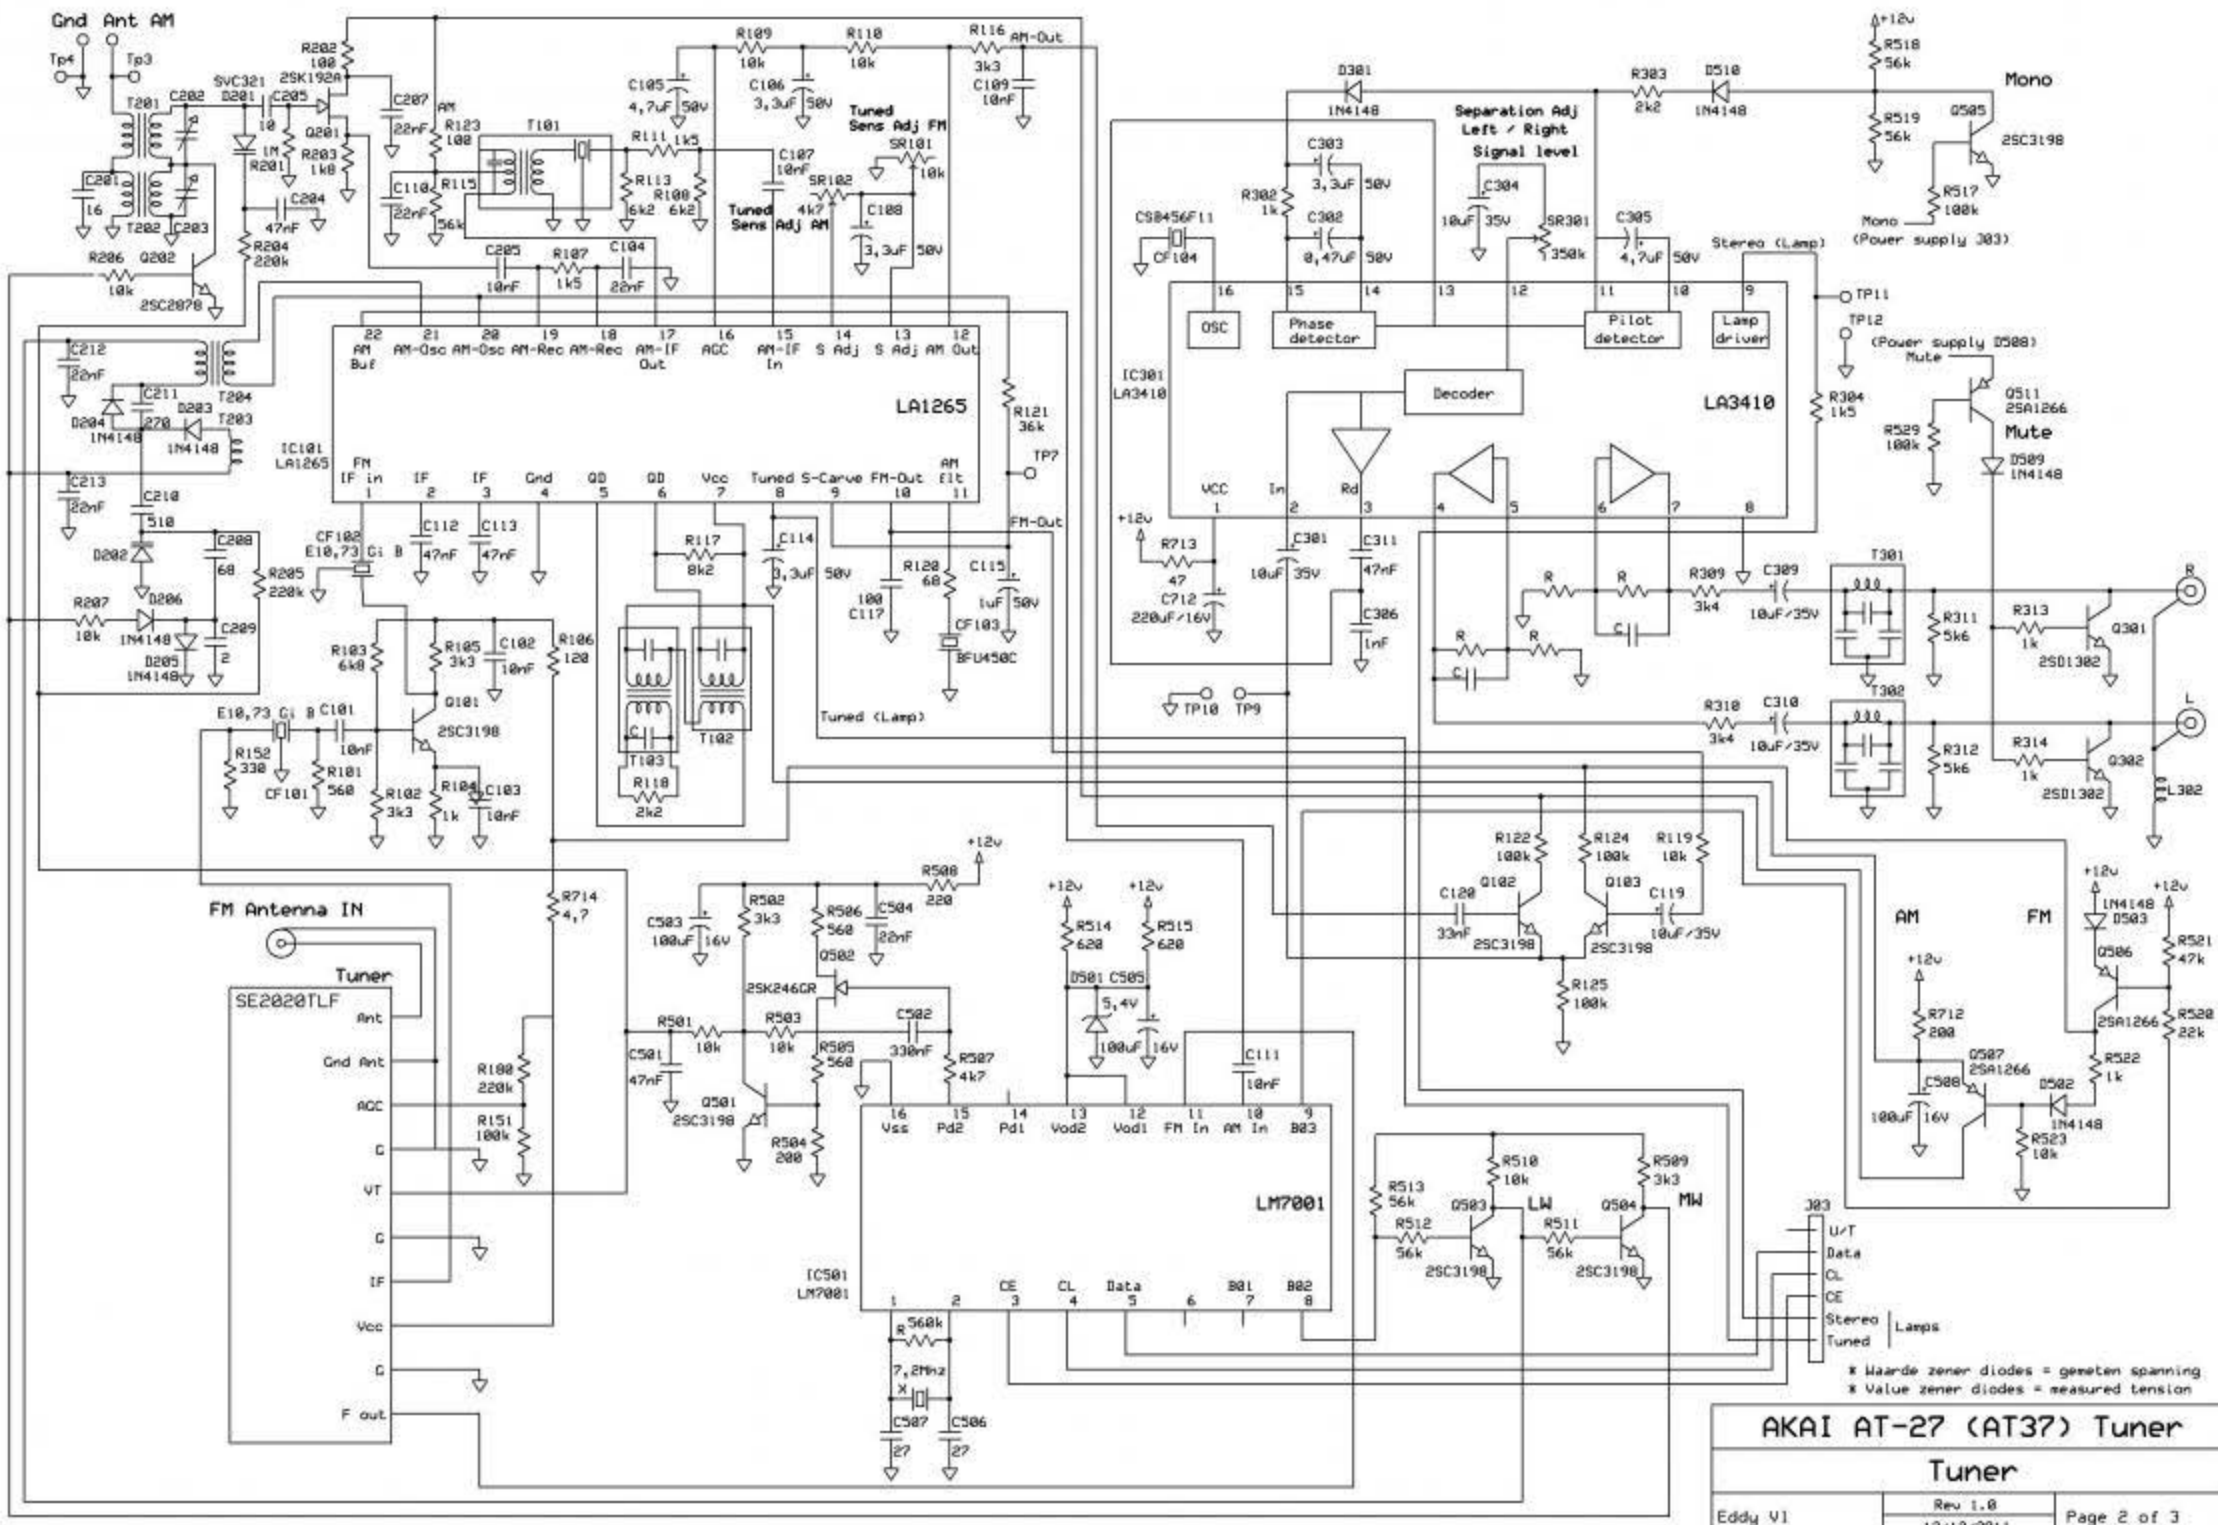 Gnd Ant AM
Tp4
Tp3
T201
C202
SVC321
D201
C205
10
R202
100
2SK192A
C207
22nF
Q201
1M
R201
R203
1k8
C201
16
T202
C203
C204
47nF
R204
220k
R206
10k
Q202
2SC2878
AM
R123
100
C110
22nF
R115
56k
T101
R111
1k5
R113
6k2
R108
6k2
C107
10nF
C105
4,7uF 50V
R109
10k
C106
3,3uF 50V
R110
10k
R116
3k3
AM-Out
C109
10nF
Tuned
Sens Adj FM
SR101
10k
SR102
4k7
Tuned
Sens Adj AM
C108
3,3uF 50V
C205
10nF
R107
1k5
C104
22nF
22 21 20 19 18 17 16 15 14 13 12
AM Buf
AM-Osc AM-Osc AM-Rec AM-Rec AM-IF Out AGC AM-IF In S Adj S Adj AM Out
LA1265
IC101
LA1265
FM IF in IF IF Gnd QD QD Vcc Tuned S-Carve FM-Out AM flt
1 2 3 4 5 6 7 8 9 10 11
R121
36k
TP7
FM-Out
C212
22nF
C211
270
D204
1N4148
D203
1N4148
T204
T203
C213
22nF
C210
510
D202
C208
68
R205
220k
R207
10k
D206
1N4148
D205
1N4148
C209
2
CF102
E10,73 Gi B
C112
47nF
C113
47nF
R117
8k2
C114
3,3uF 50V
100
C117
R120
68
C115
1uF 50V
CF103
BFU450C
R103
6k8
R105
3k3
C102
10nF
R106
120
Q101
2SC3198
E10,73 Gi B
C101
10nF
R152
330
CF101
R101
560
R102
3k3
R104
1k
C103
10nF
C
T103
T102
R118
2k2
Tuned (Lamp)
D301
1N4148
R303
2k2
D510
1N4148
+12v
R518
56k
R519
56k
Mono
Q505
2SC3198
R517
100k
Mono
(Power supply J03)
Separation Adj
Left / Right
Signal level
C303
3,3uF 50V
R302
1k
C302
0,47uF 50V
C304
10uF 35V
SR301
350k
C305
4,7uF 50V
CSB456F11
CF104
Stereo (Lamp)
16 15 14 13 12 11 10 9
OSC
Phase detector
Pilot detector
Lamp driver
Decoder
IC301
LA3410
LA3410
VCC In Rd
1 2 3 4 5 6 7 8
TP11
TP12
R304
1k5
(Power supply D508)
Mute
Q511
2SA1266
R529
100k
Mute
D509
1N4148
+12v
R713
47
C712
220uF/16V
C301
10uF 35V
C311
47nF
C306
1nF
TP10 TP9
R
R
C
R
R
C
R309
3k4
C309
10uF/35V
T301
R311
5k6
R313
1k
Q301
2SD1302
R
R310
3k4
C310
10uF/35V
T302
R312
5k6
R314
1k
Q302
2SD1302
L
L302
FM Antenna IN
Tuner
SE2020TLF
Ant
Gnd Ant
AGC
G
VT
G
IF
Vcc
G
F out
R714
4,7
R180
220k
R151
100k
C503
100uF 16V
R502
3k3
R506
560
C504
22nF
R508
220
+12v
Q502
2SK246GR
R501
10k
R503
10k
C501
47nF
R505
560
C502
330nF
R507
4k7
Q501
2SC3198
R504
200
+12v
+12v
R514
620
R515
620
D501
5,4V
C505
100uF 16V
C111
10nF
16 15 14 13 12 11 10 9
Vss Pd2 Pd1 Vod2 Vod1 FM In AM In B03
LM7001
IC501
LM7001
CE CL Data B01 B02
1 2 3 4 5 6 7 8
R 560k
7,2Mhz
X
C507
27
C506
27
R122
100k
R124
100k
R119
10k
Q102
2SC3198
Q103
2SC3198
C120
33nF
C119
10uF/35V
R125
100k
R513
56k
R512
56k
R510
10k
Q503
2SC3198
LW
R511
56k
R509
3k3
Q504
2SC3198
MW
AM
FM
+12v
1N4148
D503
+12v
R521
47k
Q506
2SA1266
R520
22k
+12v
R712
200
Q507
2SA1266
R522
1k
C508
100uF 16V
D502
1N4148
R523
10k
J03
U/T
Data
CL
CE
Stereo
Tuned
Lamps
* Waarde zener diodes = gemeten spanning
* Value zener diodes = measured tension
AKAI AT-27 (AT37) Tuner
Tuner
Eddy Vl
Rev 1.0
Page 2 of 3